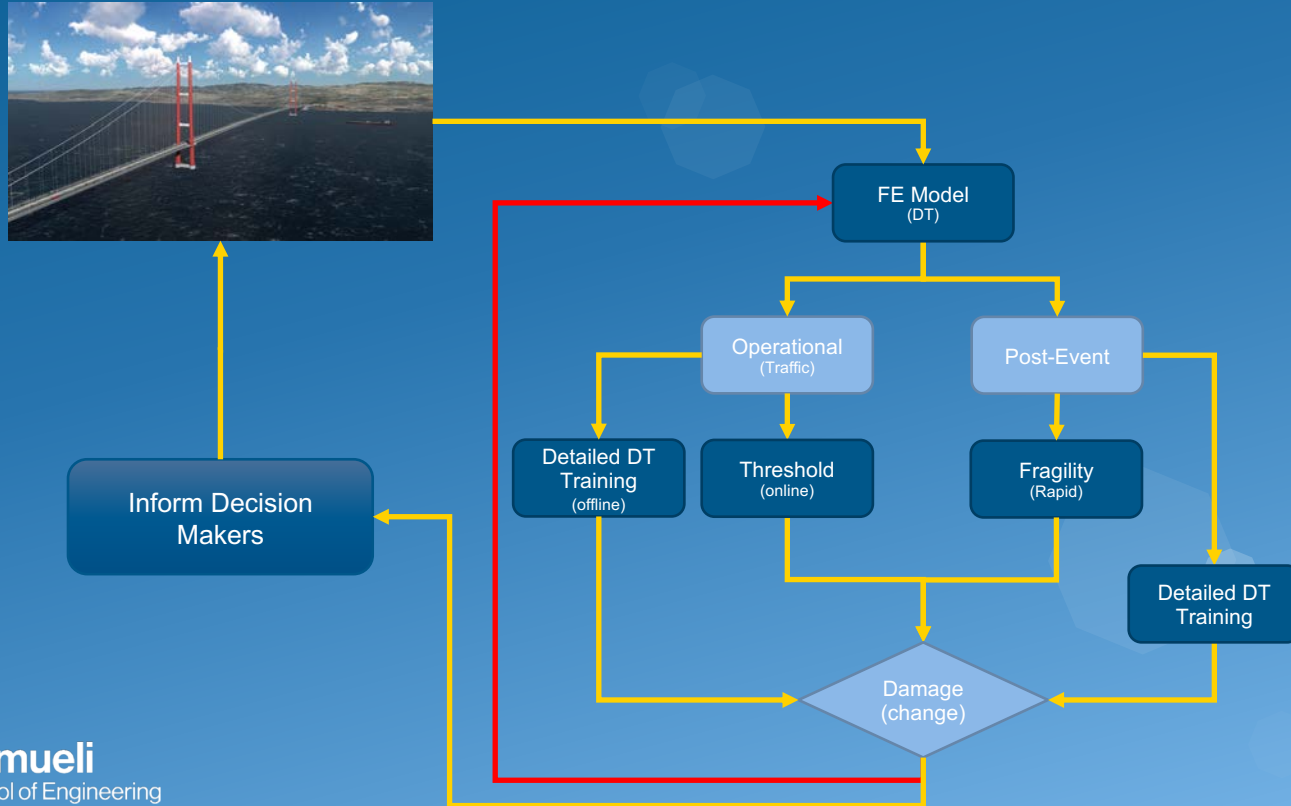 FE Model
(DT)
Operational
(Traffic)
Post-Event
Detailed DT
Training
(offline)
Threshold
(online)
Fragility
(Rapid)
Inform Decision
Makers
Detailed DT
Training
Damage
(change)
mueli
ol of Engineering